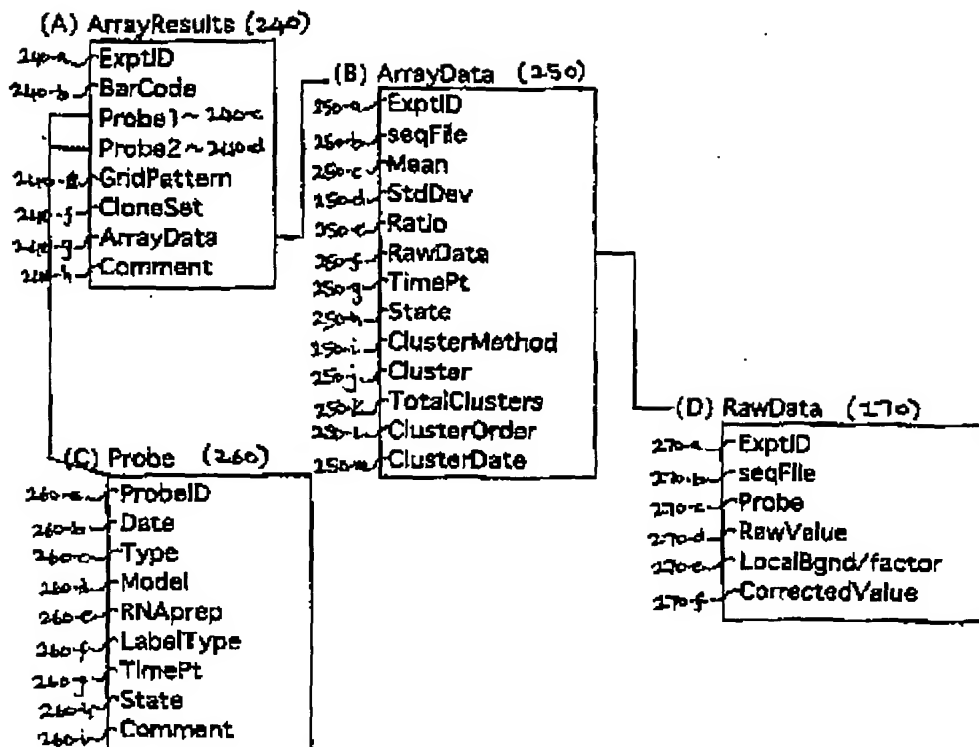 (A) ArrayResults (240)
240-a ExptID
240-b BarCode
Probe1 ~ 240-c
Probe2 ~ 240-d
240-e GridPattern
240-f CloneSet
240-g ArrayData
240-h Comment
(B) ArrayData (250)
250-a ExptID
250-b seqFile
250-c Mean
250-d StdDev
250-e Ratio
250-f RawData
250-g TimePt
250-h State
250-i ClusterMethod
250-j Cluster
250-k TotalClusters
250-l ClusterOrder
250-m ClusterDate
(C) Probe (260)
260-a ProbeID
260-b Date
260-c Type
260-d Model
260-e RNAprep
260-f LabelType
260-g TimePt
260-h State
260-i Comment
(D) RawData (270)
270-a ExptID
270-b seqFile
270-c Probe
270-d RawValue
270-e LocalBgnd/factor
270-f CorrectedValue